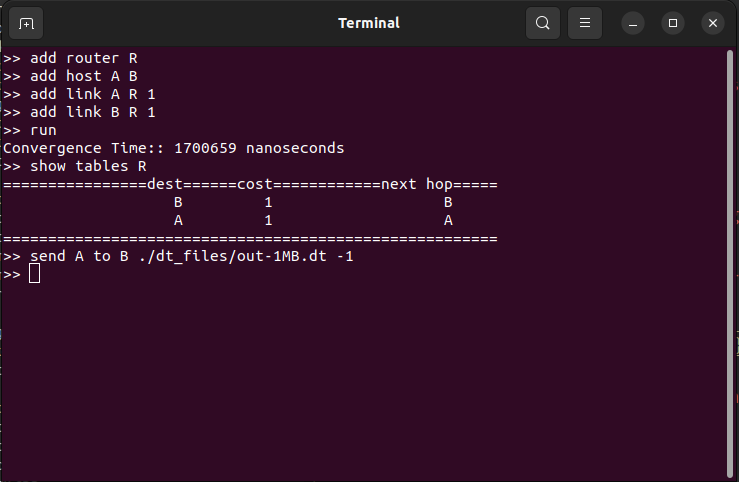 Terminal
>> add router R
>> add host A B
>> add link A R 1
>> add link B R 1
>> run
Convergence Time:: 1700659 nanoseconds
>> show tables R
================dest======cost============next hop=====
                   B         1                   B
                   A         1                   A
=======================================================
>> send A to B ./dt_files/out-1MB.dt -1
>>